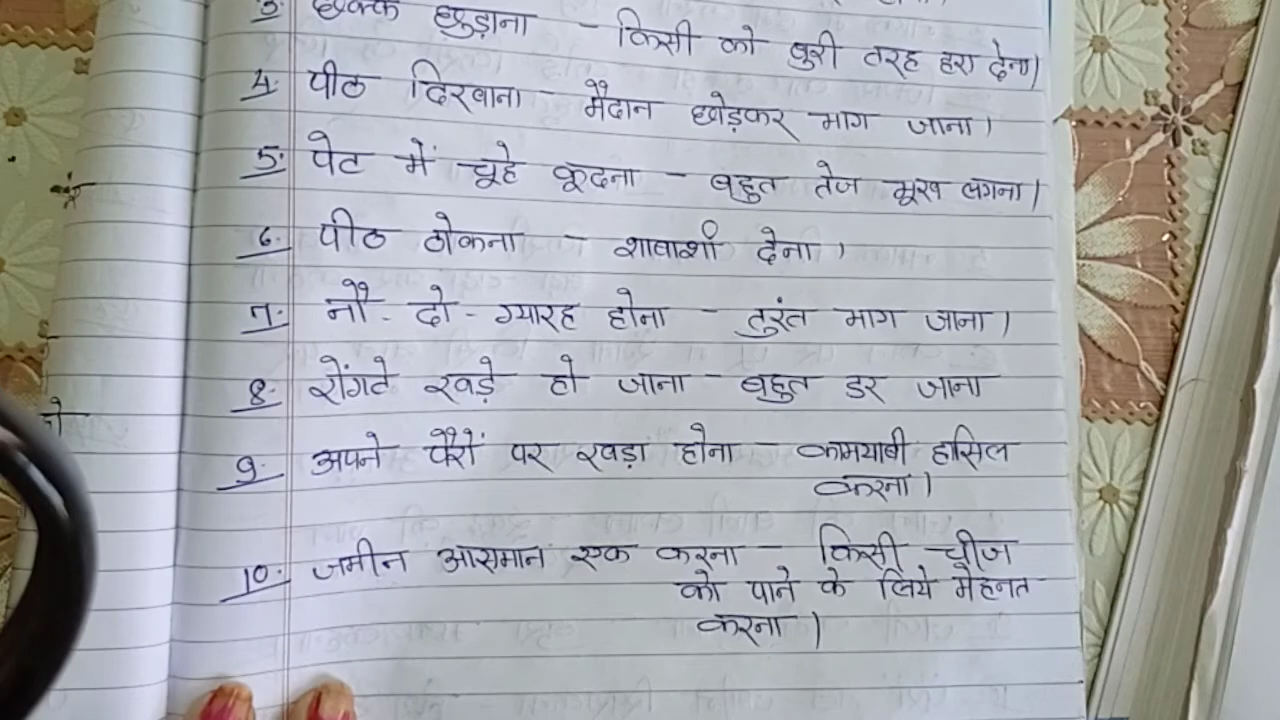 3. छक्के छुड़ाना - किसी को बुरी तरह हरा देना।
4. पीठ दिखाना - मैदान छोड़कर भाग जाना।
5. पेट में चूहे कूदना - बहुत तेज भूख लगना।
6. पीठ ठोकना - शाबाशी देना।
7. नौ - दो - ग्यारह होना - तुरंत भाग जाना।
8. रोंगटे खड़े हो जाना - बहुत डर जाना
9. अपने पैरों पर खड़ा होना - कामयाबी हासिल
करना।
10. जमीन आसमान एक करना - किसी चीज
को पाने के लिये मेहनत
करना।